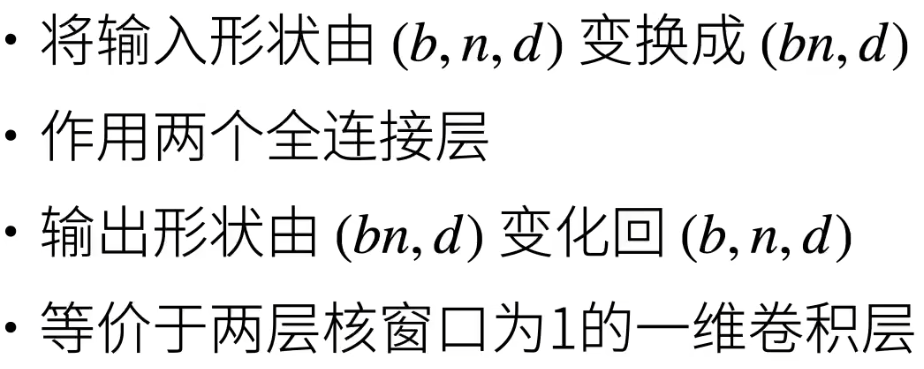 • 将输入形状由 (b, n, d) 变换成 (bn, d)
• 作用两个全连接层
• 输出形状由 (bn, d) 变化回 (b, n, d)
• 等价于两层核窗口为1的一维卷积层